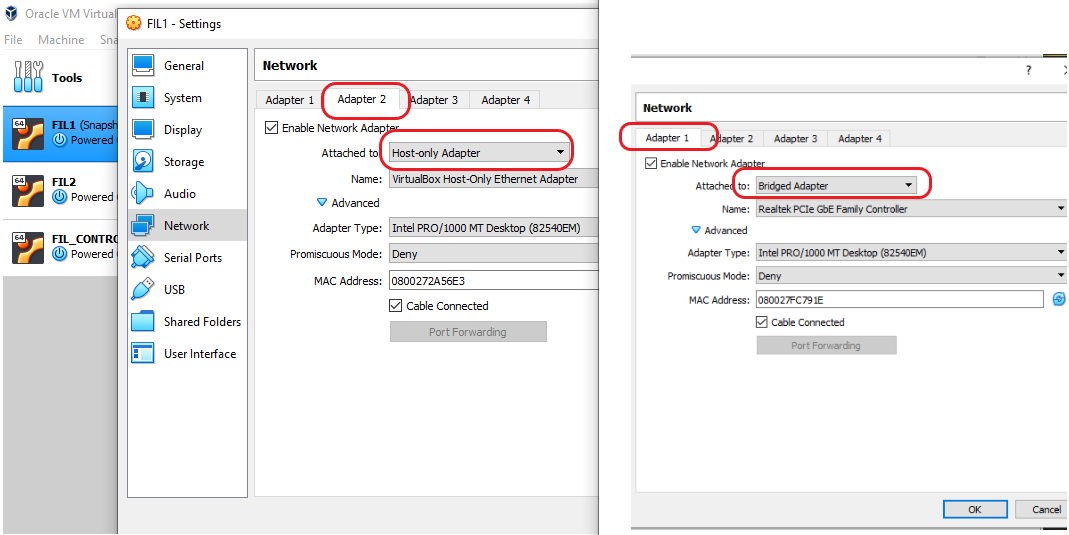 Oracle VM Virtual
File Machine Sna
Tools
64 FIL1 (Snapsh
Powered
64 FIL2
Powered
64 FIL_CONTRO
Powered
FIL1 - Settings
General
System
Display
Storage
Audio
Network
Serial Ports
USB
Shared Folders
User Interface
Network
Adapter 1 Adapter 2 Adapter 3 Adapter 4
Enable Network Adapter
Attached to: Host-only Adapter
Name: VirtualBox Host-Only Ethernet Adapter
Advanced
Adapter Type: Intel PRO/1000 MT Desktop (82540EM)
Promiscuous Mode: Deny
MAC Address: 0800272A56E3
Cable Connected
Port Forwarding
?
Network
Adapter 1 Adapter 2 Adapter 3 Adapter 4
Enable Network Adapter
Attached to: Bridged Adapter
Name: Realtek PCIe GbE Family Controller
Advanced
Adapter Type: Intel PRO/1000 MT Desktop (82540EM)
Promiscuous Mode: Deny
MAC Address: 080027FC791E
Cable Connected
Port Forwarding
OK Cancel